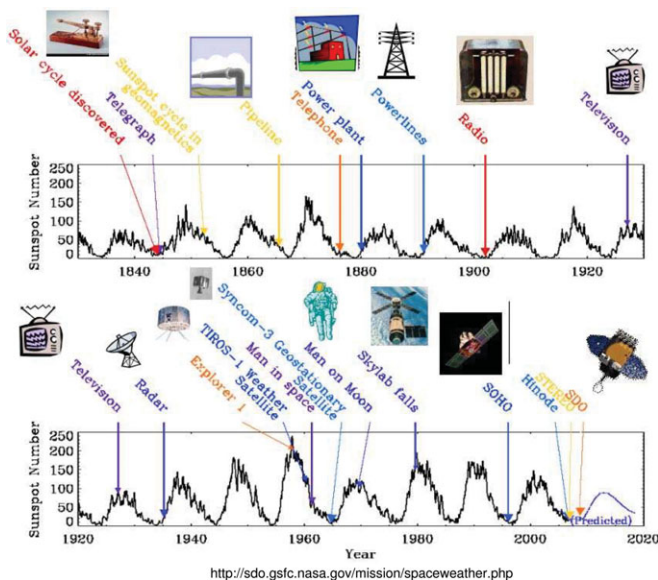 Solar cycle discovered
Telegraph
Sunspot cycle in
geomagnetics
Pipeline
Telephone
Power plant
Powerlines
Radio
Television
Sunspot Number
250
200
150
100
50
0
1840
1860
1880
1900
1920
Television
Radar
Explorer 1
TIROS-1 Weather
Satellite
Man in space
Syncom-3 Geostationary
Satellite
Man on Moon
Skylab falls
SOHO
Hinode
STEREO
SDO
Sunspot Number
250
200
150
100
50
0
(Predicted)
1920
1940
1960
1980
2000
2020
Year
http://sdo.gsfc.nasa.gov/mission/spaceweather.php